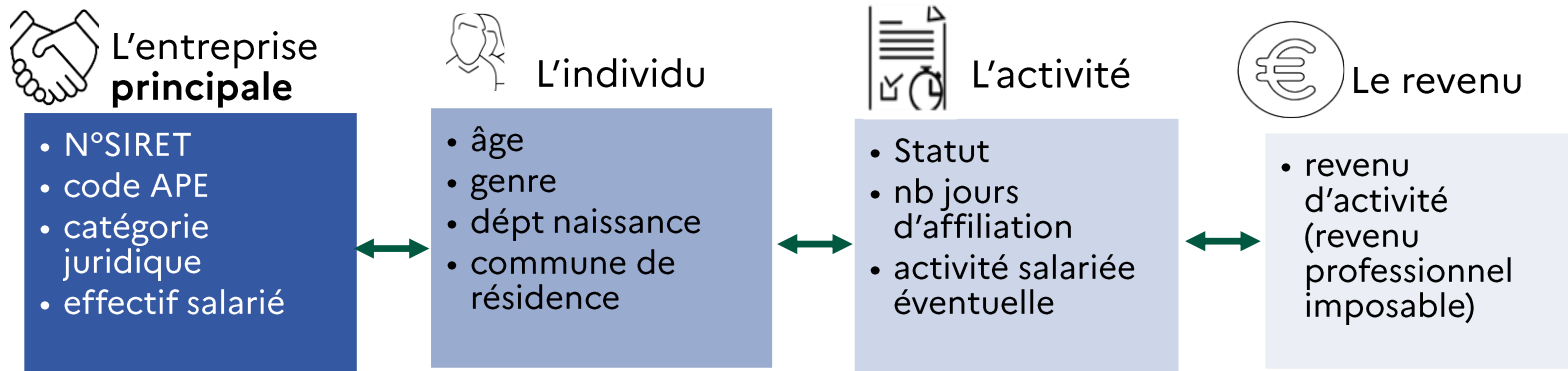 L'entreprise
principale
• N°SIRET
• code APE
• catégorie
juridique
• effectif salarié
L'individu
• âge
• genre
• dépt naissance
• commune de
résidence
L'activité
• Statut
• nb jours
d'affiliation
• activité salariée
éventuelle
Le revenu
• revenu
d'activité
(revenu
professionnel
imposable)